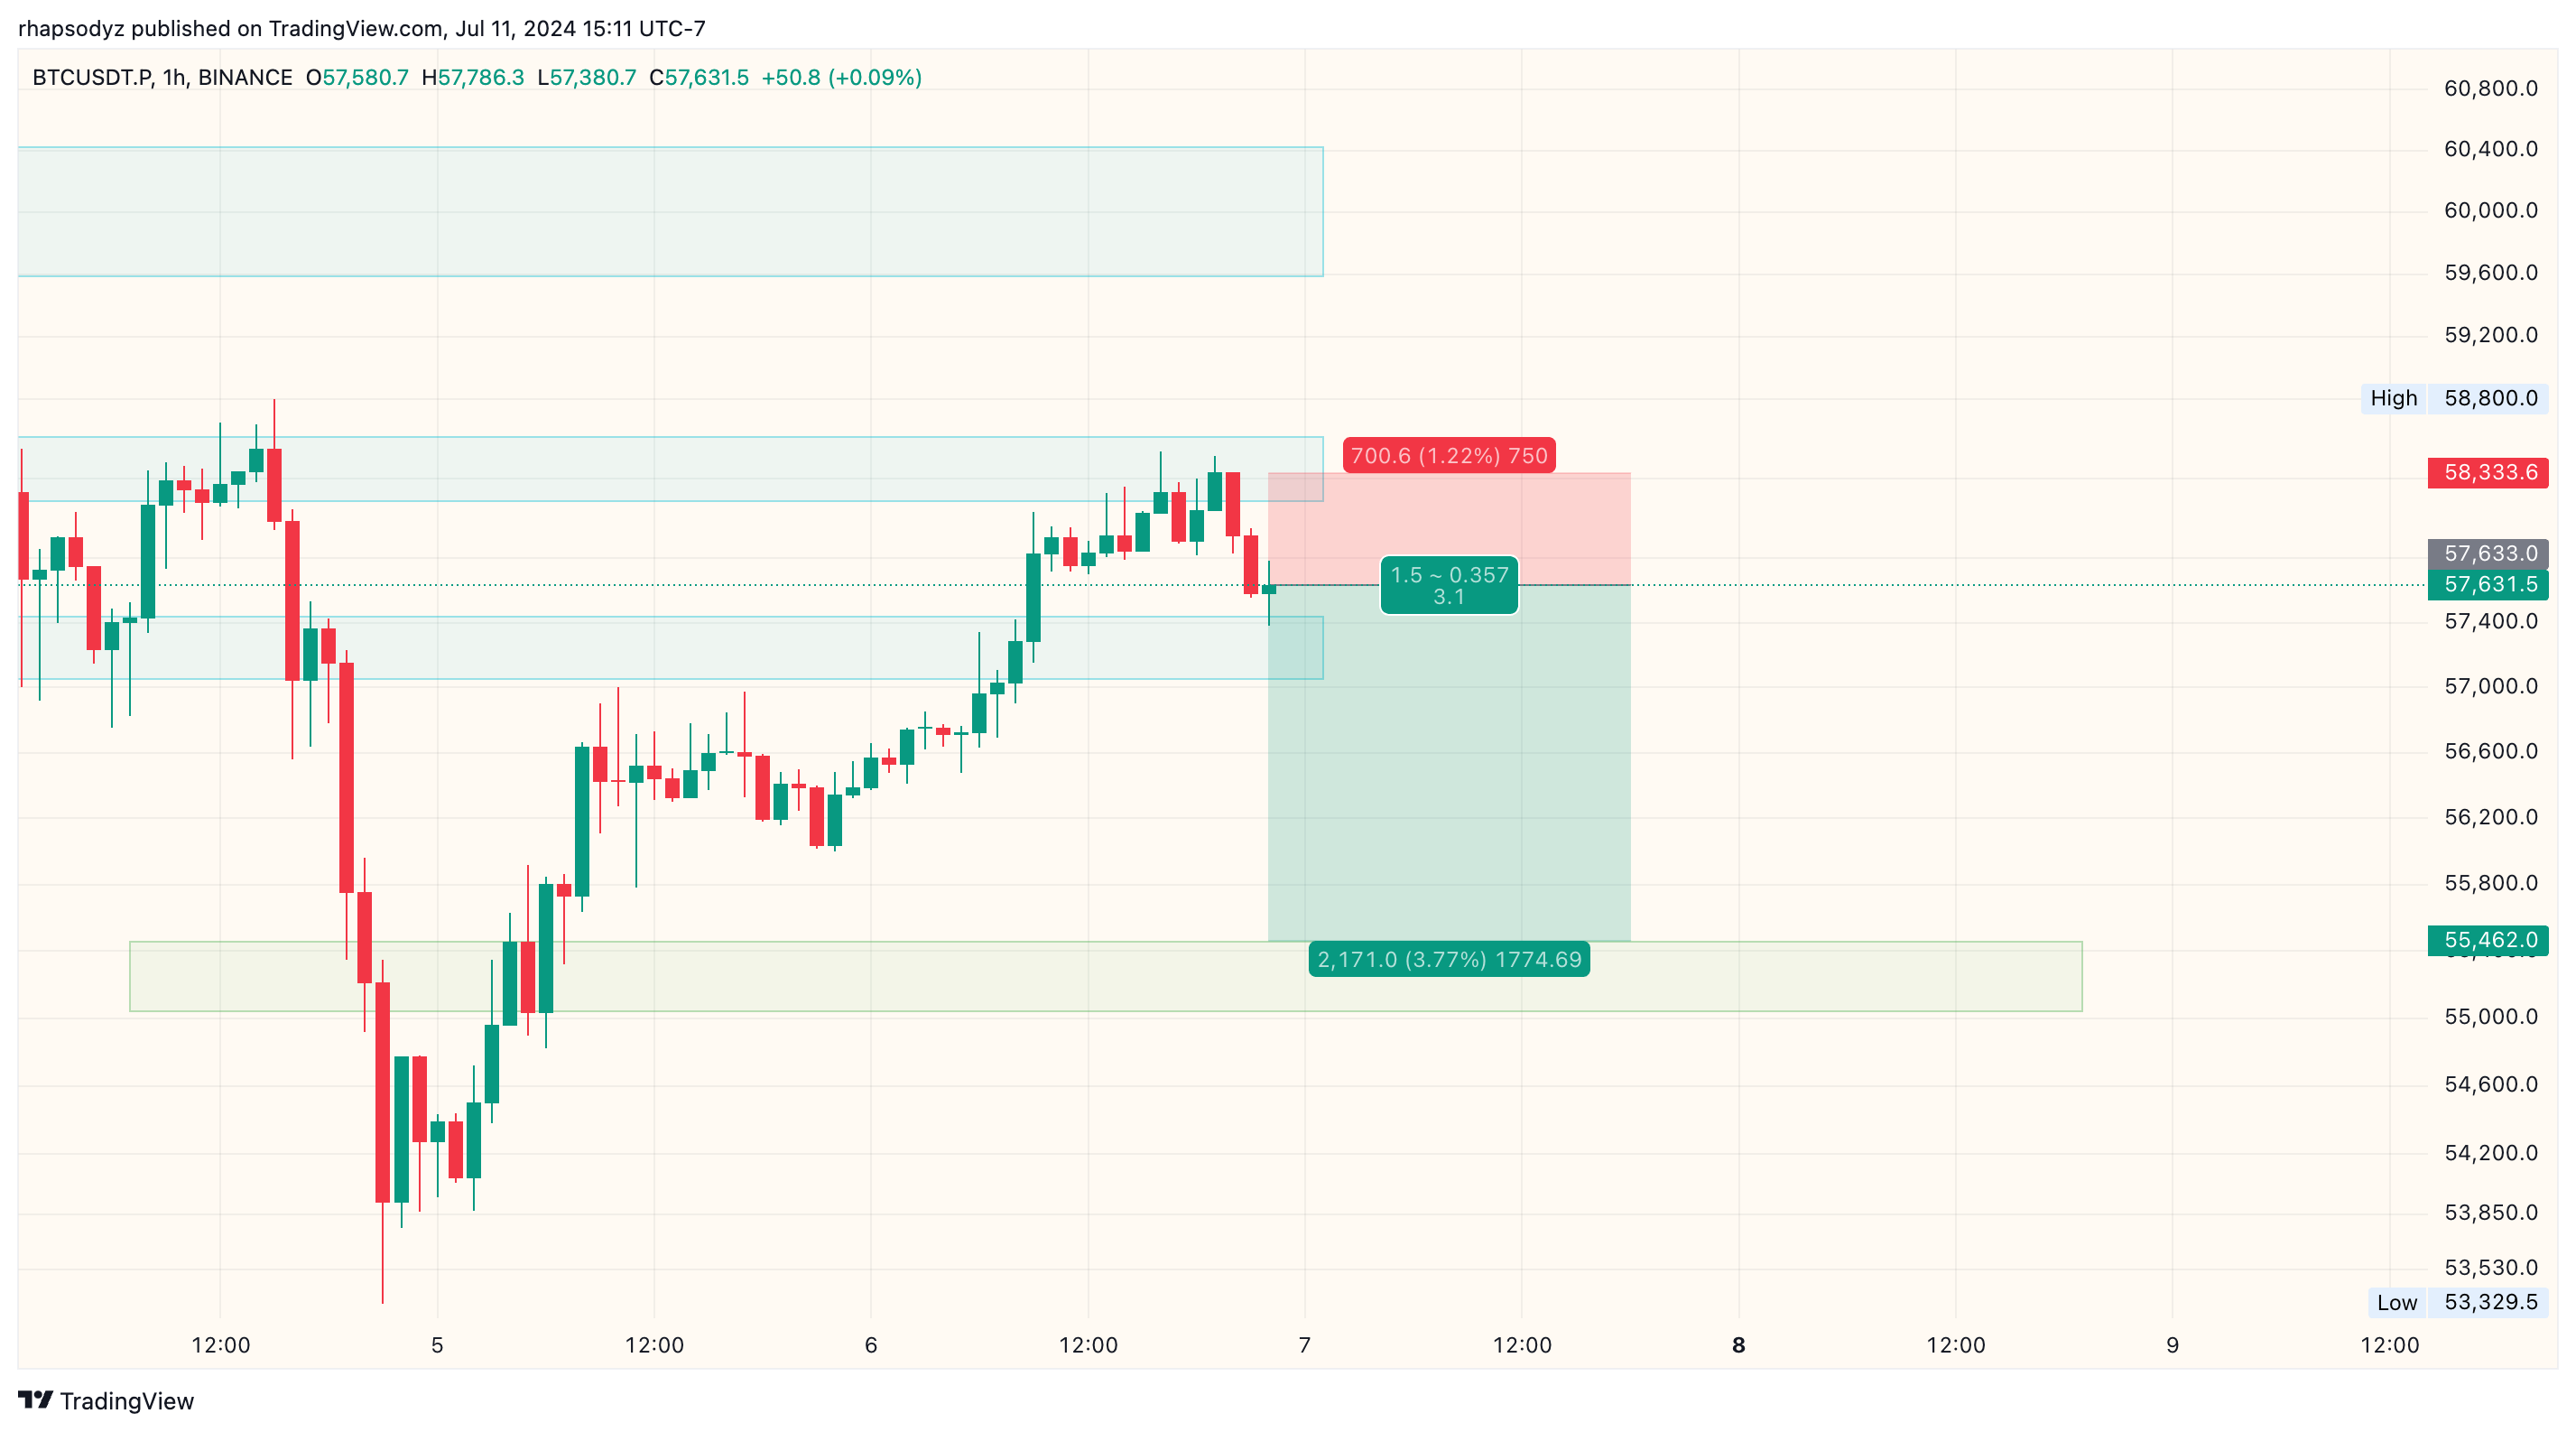 rhapsodyz published on TradingView.com, Jul 11, 2024 15:11 UTC-7
BTCUSDT.P, 1h, BINANCE O57,580.7 H57,786.3 L57,380.7 C57,631.5 +50.8 (+0.09%)
60,800.0
60,400.0
60,000.0
59,600.0
59,200.0
High 58,800.0
700.6 (1.22%) 750
58,333.6
57,633.0
1.5 ~ 0.357
3.1
57,631.5
57,400.0
57,000.0
56,600.0
56,200.0
55,800.0
55,462.0
2,171.0 (3.77%) 1774.69
55,000.0
54,600.0
54,200.0
53,850.0
53,530.0
Low 53,329.5
12:00 5 12:00 6 12:00 7 12:00 8 12:00 9 12:00
TradingView